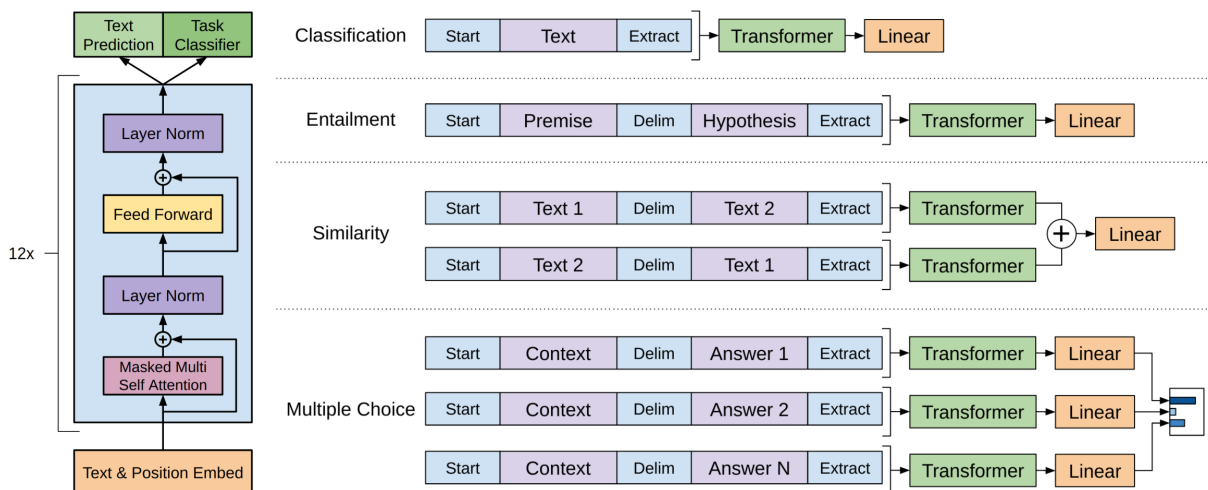 Text
Prediction
Task
Classifier
Layer Norm
Feed Forward
12x
Layer Norm
Masked Multi
Self Attention
Text & Position Embed
Classification
Start Text Extract Transformer Linear
Entailment
Start Premise Delim Hypothesis Extract Transformer Linear
Similarity
Start Text 1 Delim Text 2 Extract Transformer
Linear
Start Text 2 Delim Text 1 Extract Transformer
Multiple Choice
Start Context Delim Answer 1 Extract Transformer Linear
Start Context Delim Answer 2 Extract Transformer Linear
Start Context Delim Answer N Extract Transformer Linear